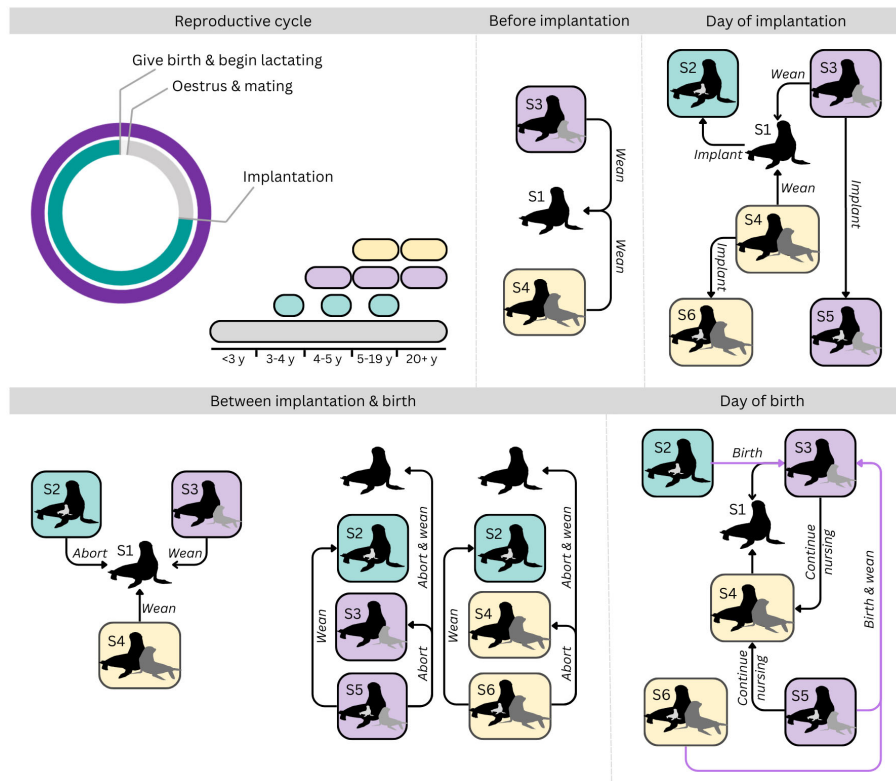 Reproductive cycle
Give birth & begin lactating
Oestrus & mating
Implantation
<3 y
3-4 y
4-5 y
5-19 y
20+ y
Before implantation
S3
Wean
S1
Wean
S4
Day of implantation
S2
S3
Wean
S1
Implant
Wean
Implant
S4
Implant
S6
S5
Between implantation & birth
S2
S3
Abort
S1
Wean
Wean
S4
S2
Abort & wean
Wean
S3
Abort
S5
S2
Abort & wean
Wean
S4
Abort
S6
Day of birth
S2
Birth
S3
S1
Continue
nursing
S4
Birth & wean
Continue
nursing
S6
S5